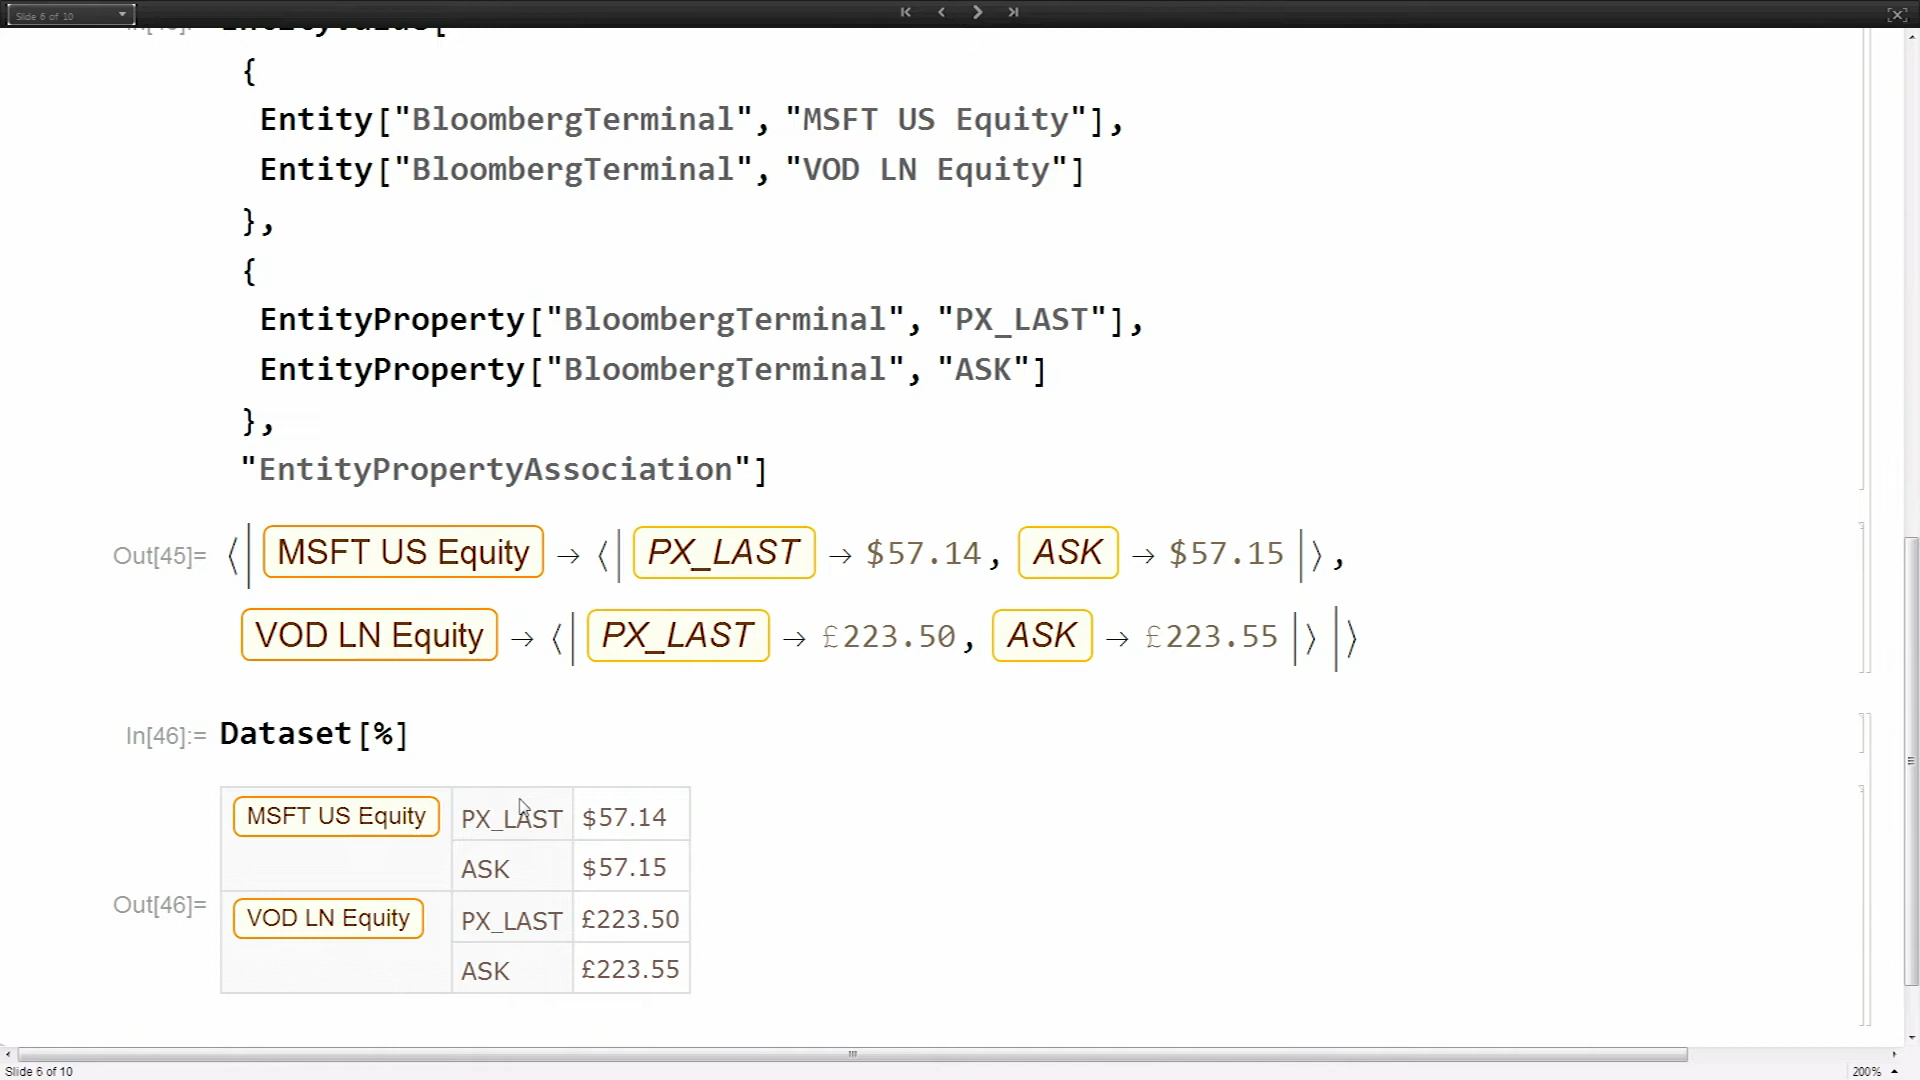 Slide 6 of 10
{
Entity["BloombergTerminal", "MSFT US Equity"],
Entity["BloombergTerminal", "VOD LN Equity"]
},
{
EntityProperty["BloombergTerminal", "PX_LAST"],
EntityProperty["BloombergTerminal", "ASK"]
},
"EntityPropertyAssociation"]
Out[45]= ⟨| MSFT US Equity → ⟨| PX_LAST → $57.14, ASK → $57.15 |⟩,
VOD LN Equity → ⟨| PX_LAST → £223.50, ASK → £223.55 |⟩|⟩
In[46]:= Dataset[%]
MSFT US Equity PX_LAST $57.14
ASK $57.15
Out[46]=
VOD LN Equity PX_LAST £223.50
ASK £223.55
Slide 6 of 10 200%